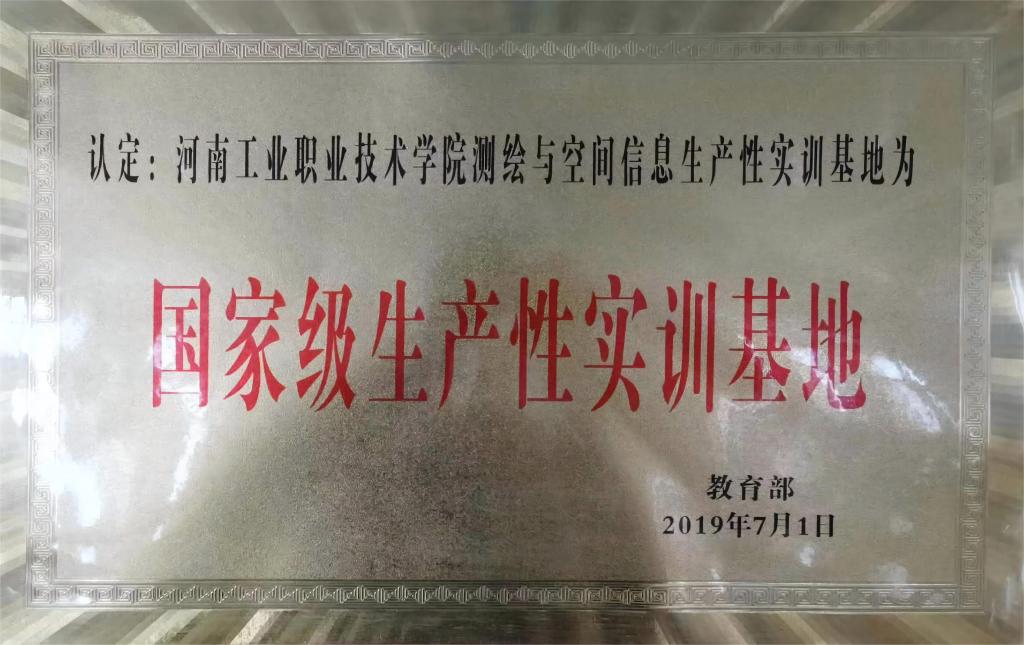 认定：河南工业职业技术学院测绘与空间信息生产性实训基地为
国家级生产性实训基地
教育部
2019年7月1日